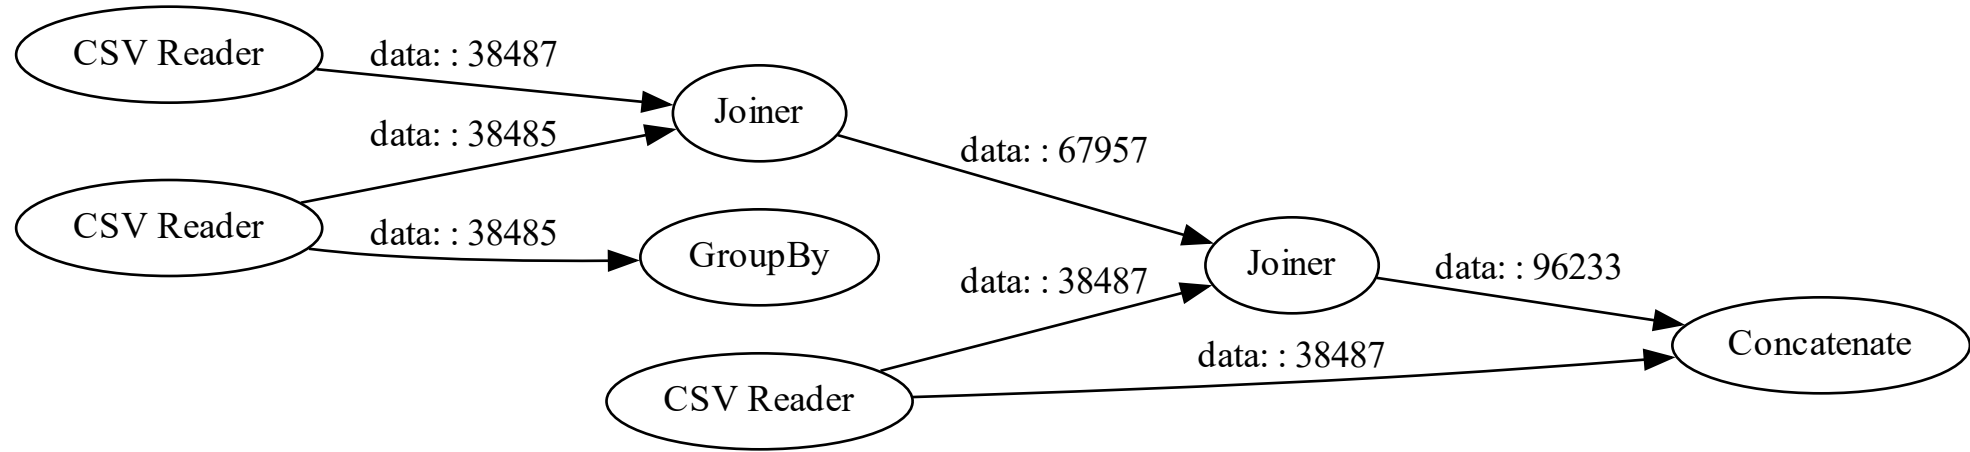 CSV Reader
data: : 38487
Joiner
data: : 38485
CSV Reader
data: : 38485
GroupBy
data: : 67957
Joiner
data: : 38487
data: : 96233
CSV Reader
data: : 38487
Concatenate